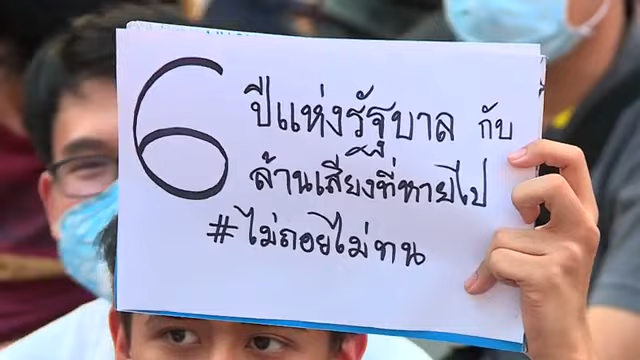 6 ปีแห่งรัฐบาล กับ
ล้านเสียงที่หายไป
#ไม่ถอยไม่ทน